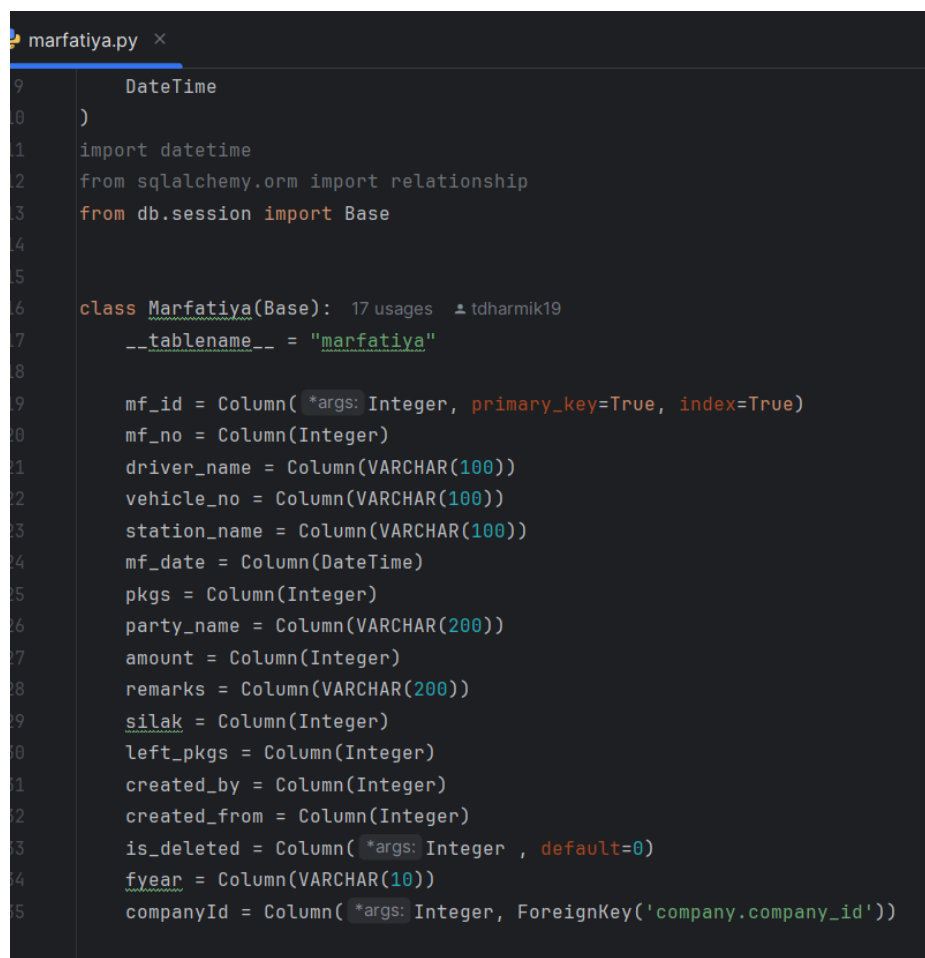 marfatiya.py ×
9 DateTime
10 )
11 import datetime
12 from sqlalchemy.orm import relationship
13 from db.session import Base
14
15
16 class Marfatiya(Base): 17 usages tdharmik19
17 __tablename__ = "marfatiya"
18
19 mf_id = Column( *args: Integer, primary_key=True, index=True)
20 mf_no = Column(Integer)
21 driver_name = Column(VARCHAR(100))
22 vehicle_no = Column(VARCHAR(100))
23 station_name = Column(VARCHAR(100))
24 mf_date = Column(DateTime)
25 pkgs = Column(Integer)
26 party_name = Column(VARCHAR(200))
27 amount = Column(Integer)
28 remarks = Column(VARCHAR(200))
29 silak = Column(Integer)
30 left_pkgs = Column(Integer)
31 created_by = Column(Integer)
32 created_from = Column(Integer)
33 is_deleted = Column( *args: Integer , default=0)
34 fyear = Column(VARCHAR(10))
35 companyId = Column( *args: Integer, ForeignKey('company.company_id'))